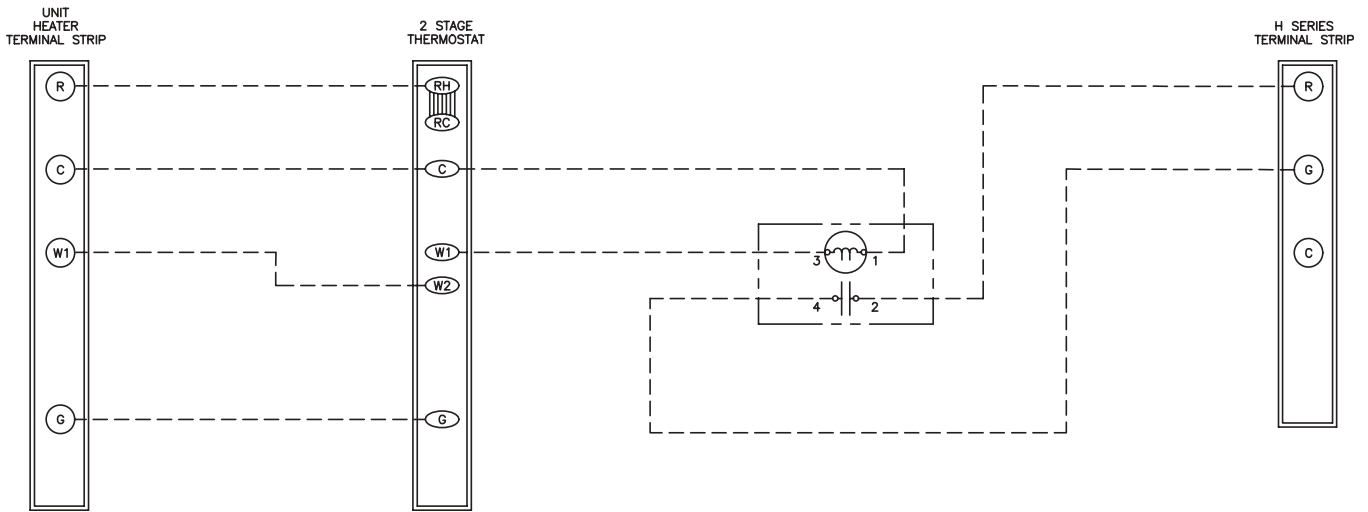 UNIT
HEATER
TERMINAL STRIP
R
C
W1
G
2 STAGE
THERMOSTAT
RH
RC
C
W1
W2
G
3
1
4
2
H SERIES
TERMINAL STRIP
R
G
C